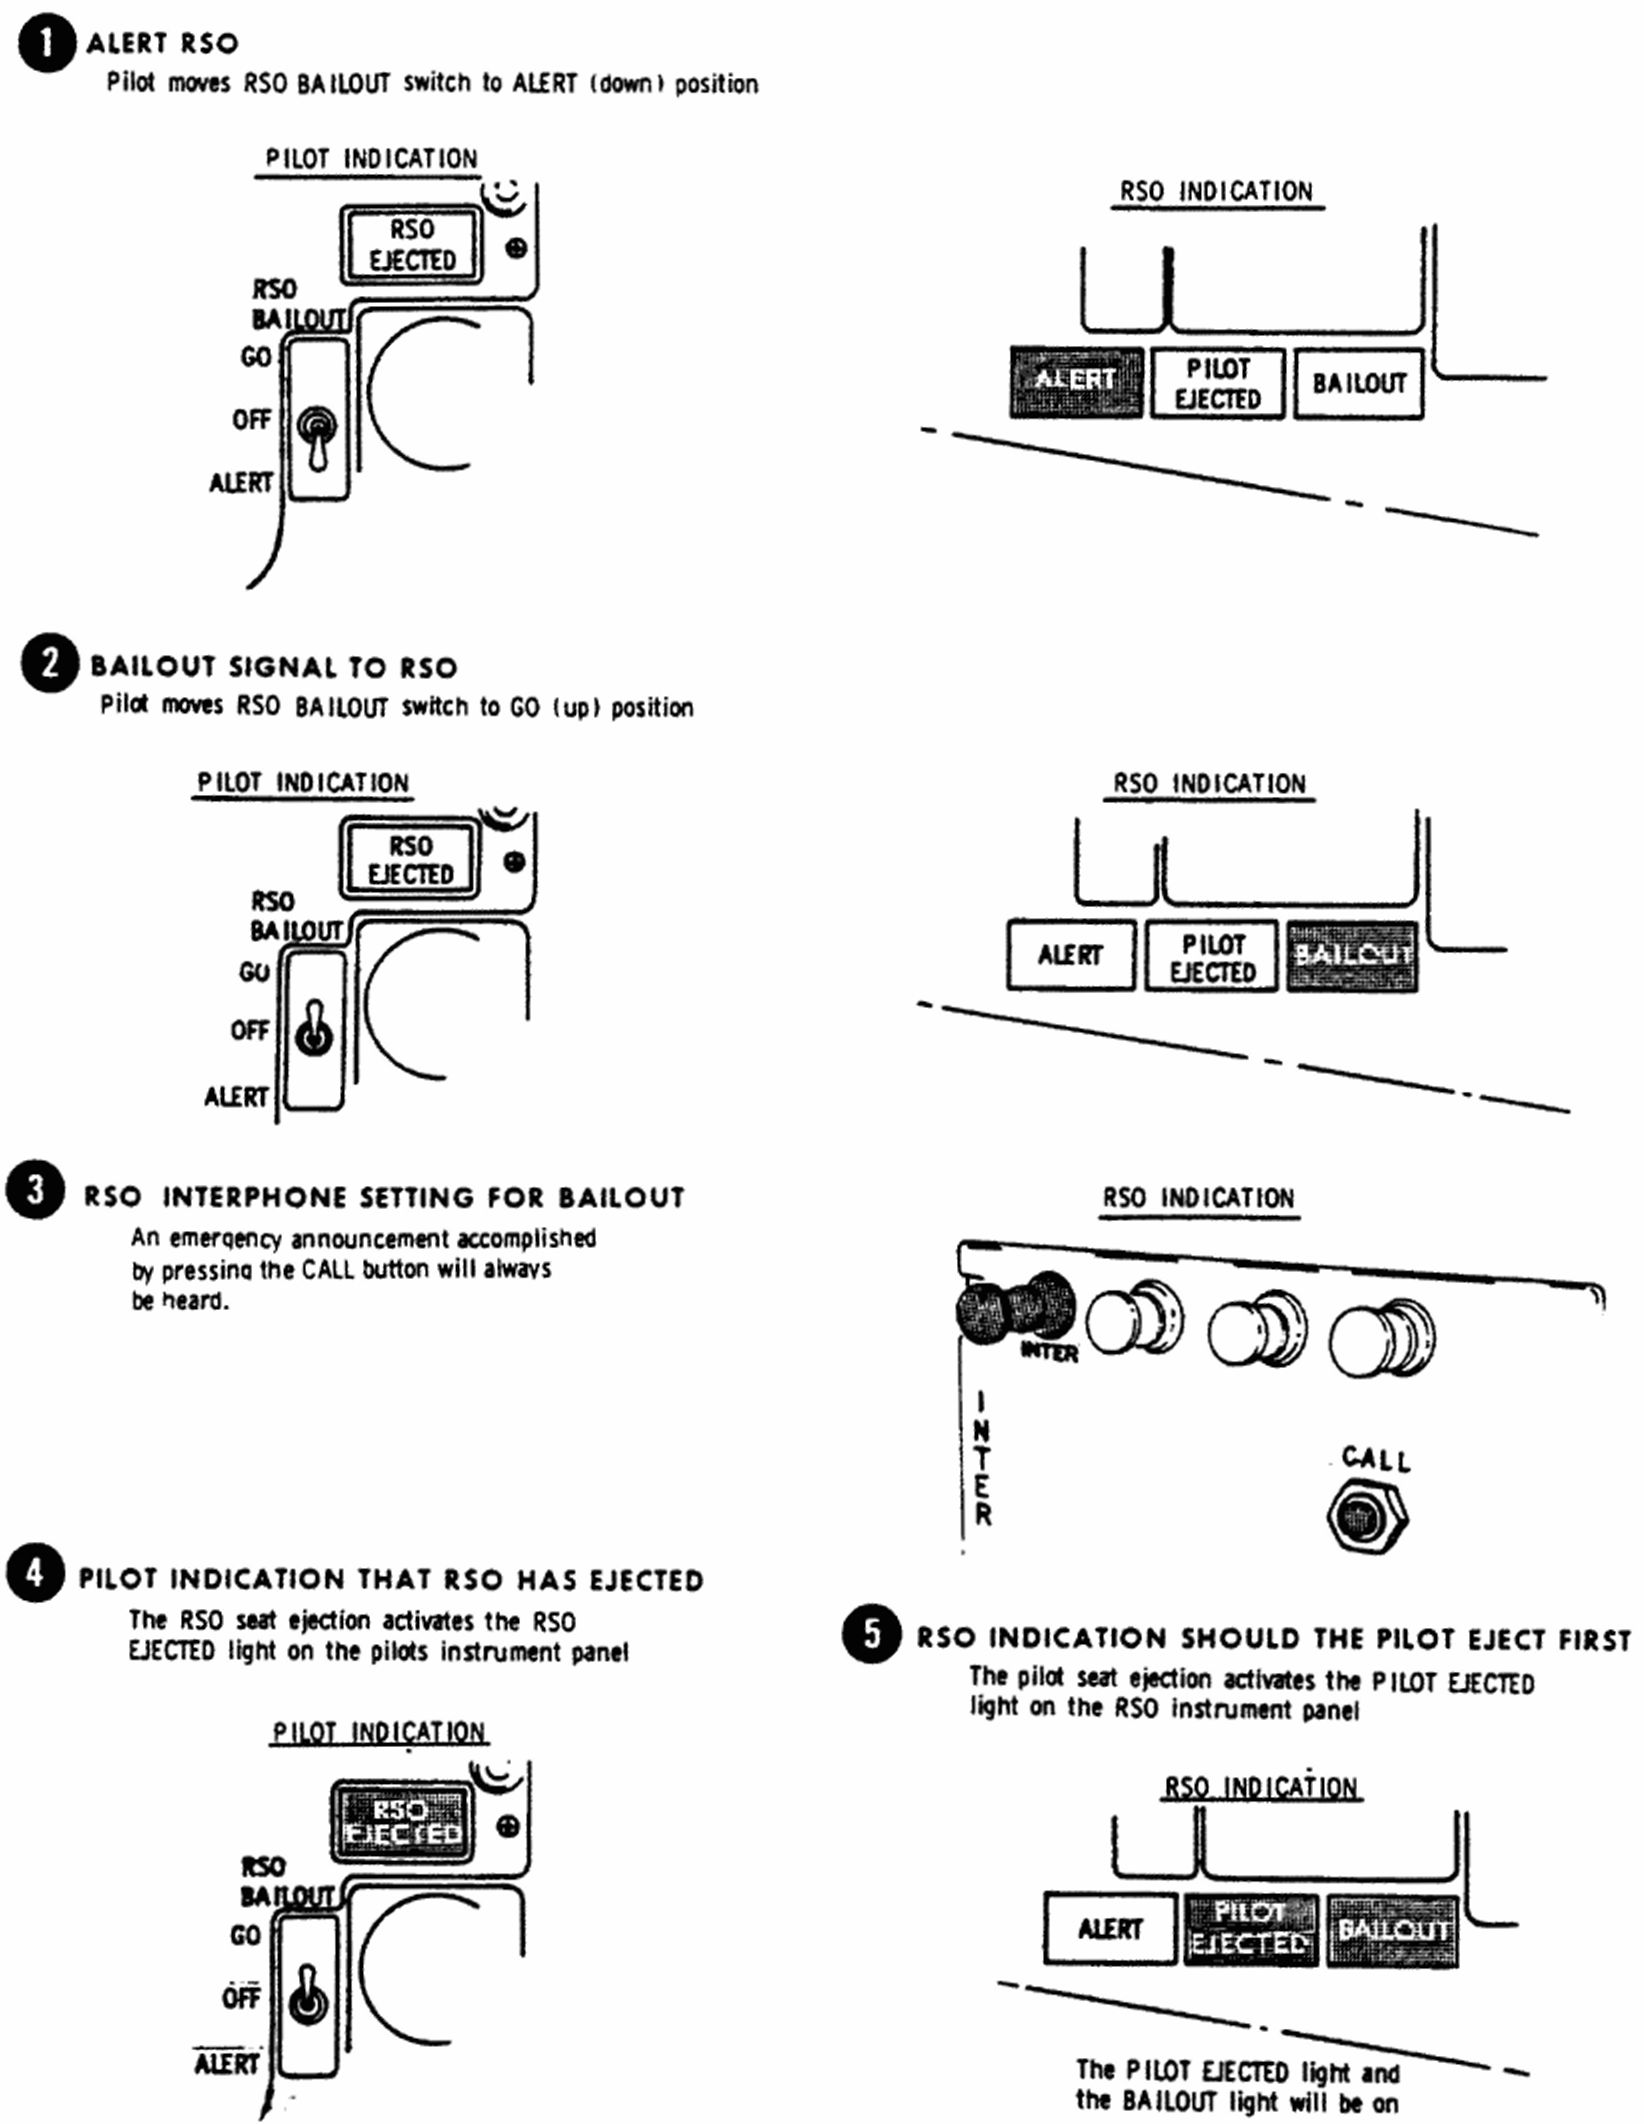 1 ALERT RSO
Pilot moves RSO BAILOUT switch to ALERT (down) position
PILOT INDICATION
RSO
EJECTED
RSO
BAILOUT
GO
OFF
ALERT
RSO INDICATION
ALERT
PILOT
EJECTED
BAILOUT
2 BAILOUT SIGNAL TO RSO
Pilot moves RSO BAILOUT switch to GO (up) position
PILOT INDICATION
RSO
EJECTED
RSO
BAILOUT
GO
OFF
ALERT
RSO INDICATION
ALERT
PILOT
EJECTED
BAILOUT
3 RSO INTERPHONE SETTING FOR BAILOUT
An emergency announcement accomplished
by pressing the CALL button will always
be heard.
RSO INDICATION
INTER
INTER
CALL
4 PILOT INDICATION THAT RSO HAS EJECTED
The RSO seat ejection activates the RSO
EJECTED light on the pilots instrument panel
PILOT INDICATION
RSO
EJECTED
RSO
BAILOUT
GO
OFF
ALERT
5 RSO INDICATION SHOULD THE PILOT EJECT FIRST
The pilot seat ejection activates the PILOT EJECTED
light on the RSO instrument panel
RSO INDICATION
ALERT
PILOT
EJECTED
BAILOUT
The PILOT EJECTED light and
the BAILOUT light will be on